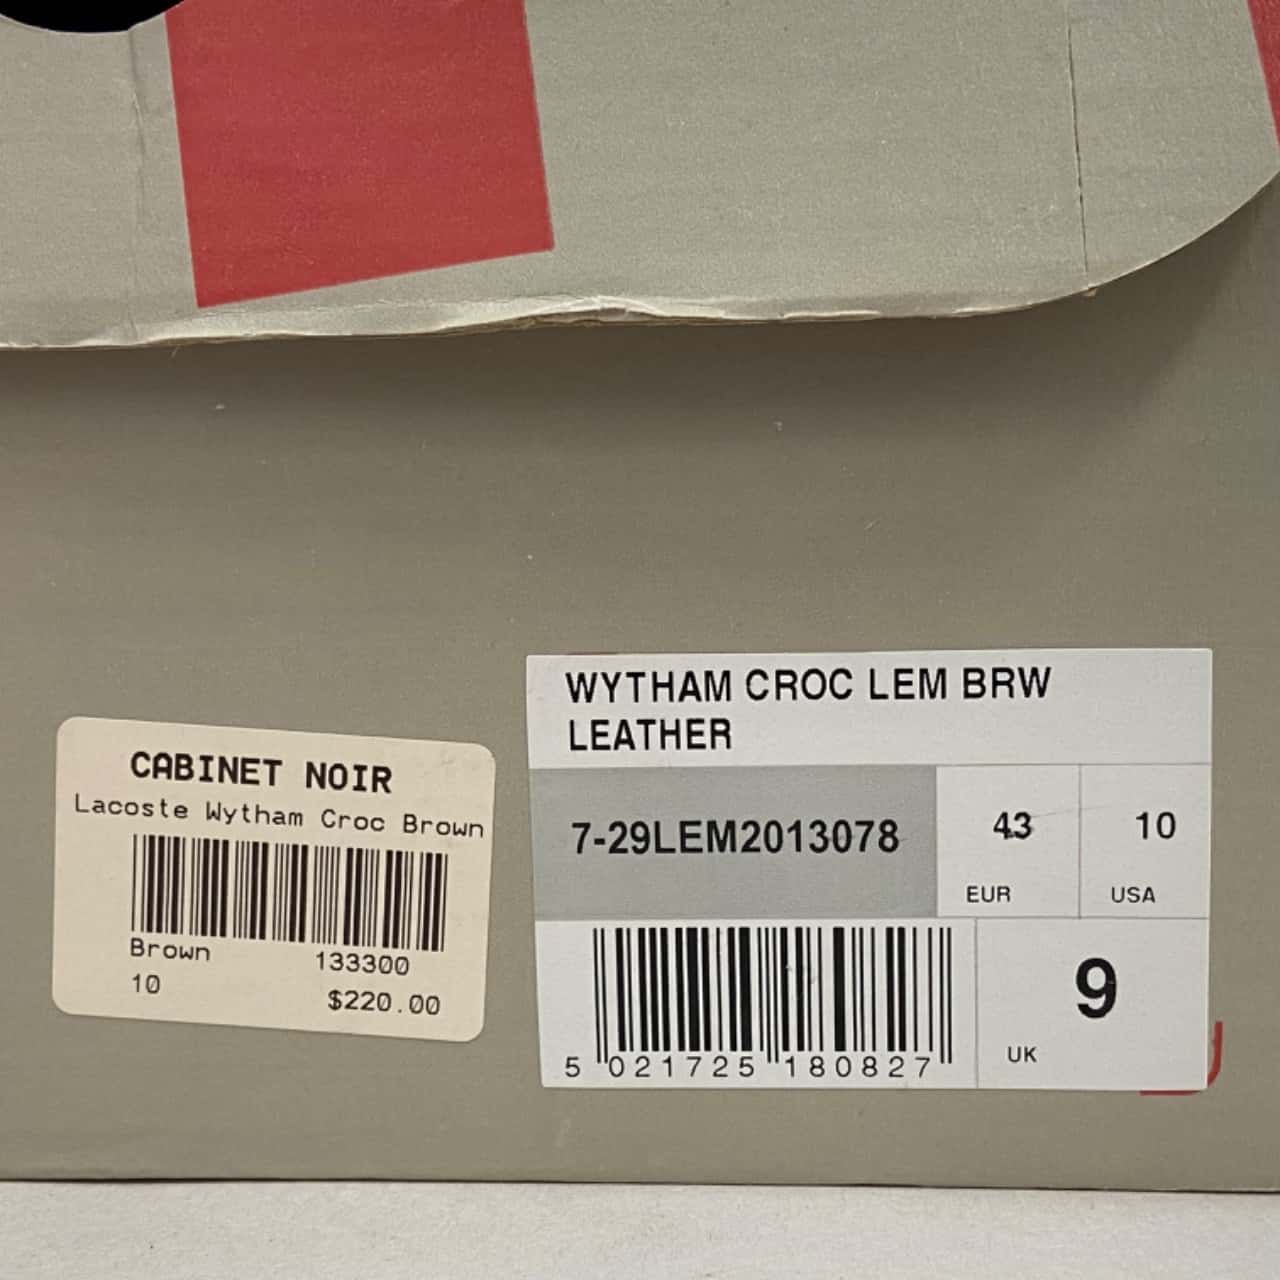 WYTHAM CROC LEM BRW
LEATHER
7-29LEM2013078
43
EUR
10
USA
9
UK
5 021725 180827
CABINET NOIR
Lacoste Wytham Croc Brown
Brown 133300
10 $220.00